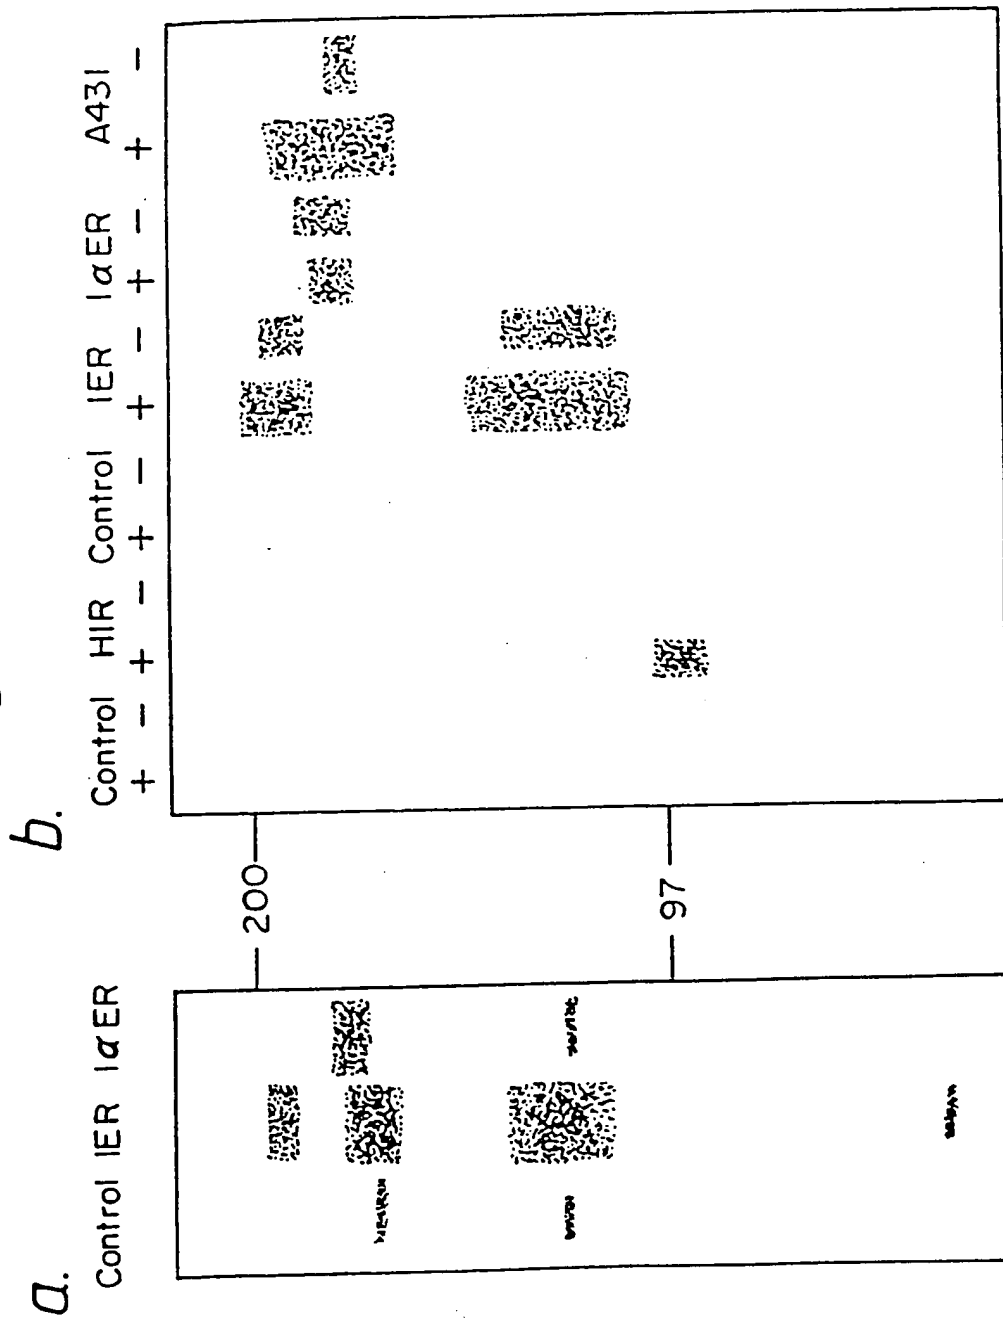 a.
Control IER IαER
200
97
b.
Control HIR Control IER IαER A431
+ − + − + − + − + − + −